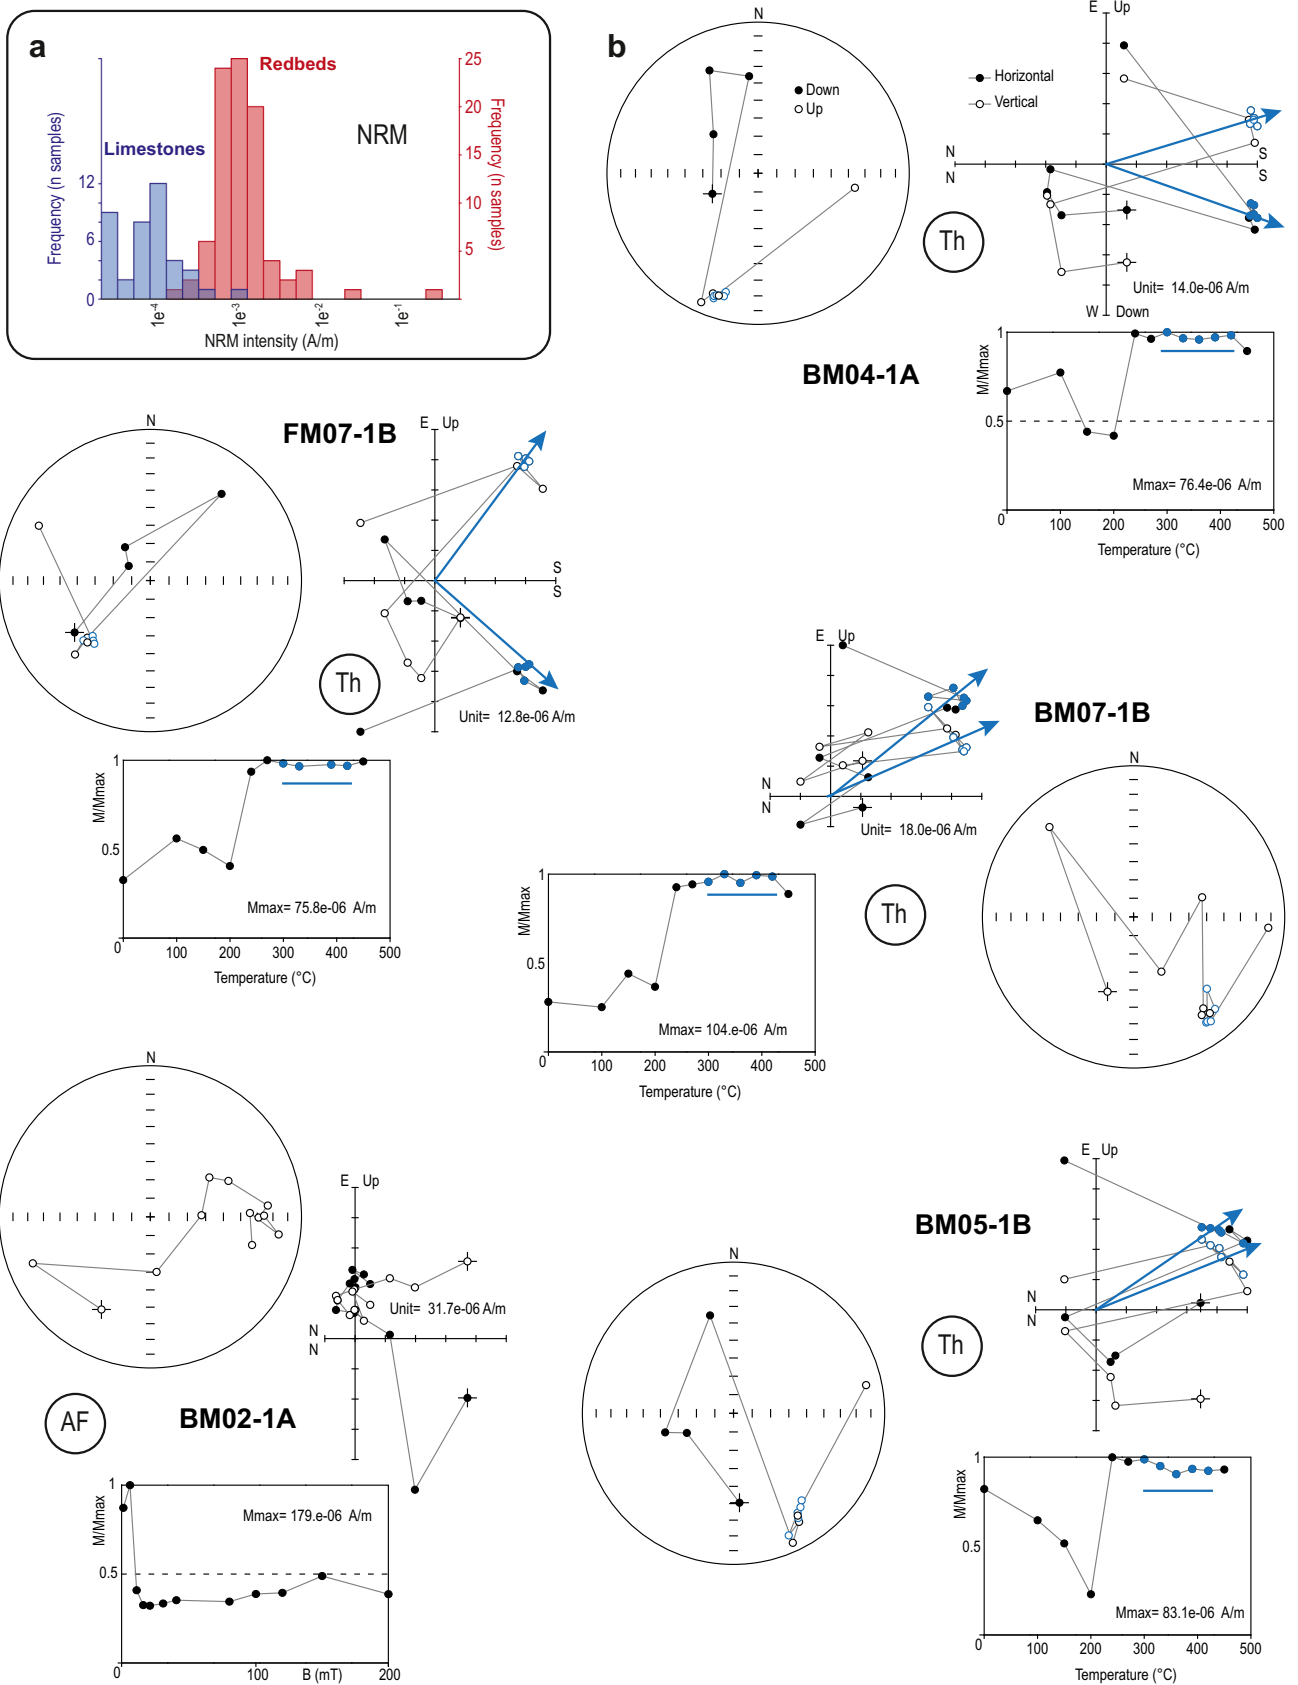 a
Redbeds
25
20
15
10
5
NRM
Limestones
12
6
0
Frequency (n samples)
Frequency (n samples)
1e-4
1e-3
1e-2
1e-1
NRM intensity (A/m)
b
N
Down
Up
E Up
Horizontal
Vertical
N
N
S
S
Th
Unit= 14.0e-06 A/m
W Down
BM04-1A
1
0.5
0
M/Mmax
Mmax= 76.4e-06 A/m
100 200 300 400 500
Temperature (°C)
N
FM07-1B
E Up
S
S
Th
Unit= 12.8e-06 A/m
1
0.5
0
M/Mmax
Mmax= 75.8e-06 A/m
100 200 300 400 500
Temperature (°C)
E Up
N
N
Unit= 18.0e-06 A/m
BM07-1B
N
Th
1
0.5
0
M/Mmax
Mmax= 104.e-06 A/m
100 200 300 400 500
Temperature (°C)
N
E Up
N
N
Unit= 31.7e-06 A/m
AF
BM02-1A
1
0.5
0
M/Mmax
Mmax= 179.e-06 A/m
100 200
B (mT)
N
BM05-1B
E Up
N
N
Th
1
0.5
0
M/Mmax
Mmax= 83.1e-06 A/m
100 200 300 400 500
Temperature (°C)